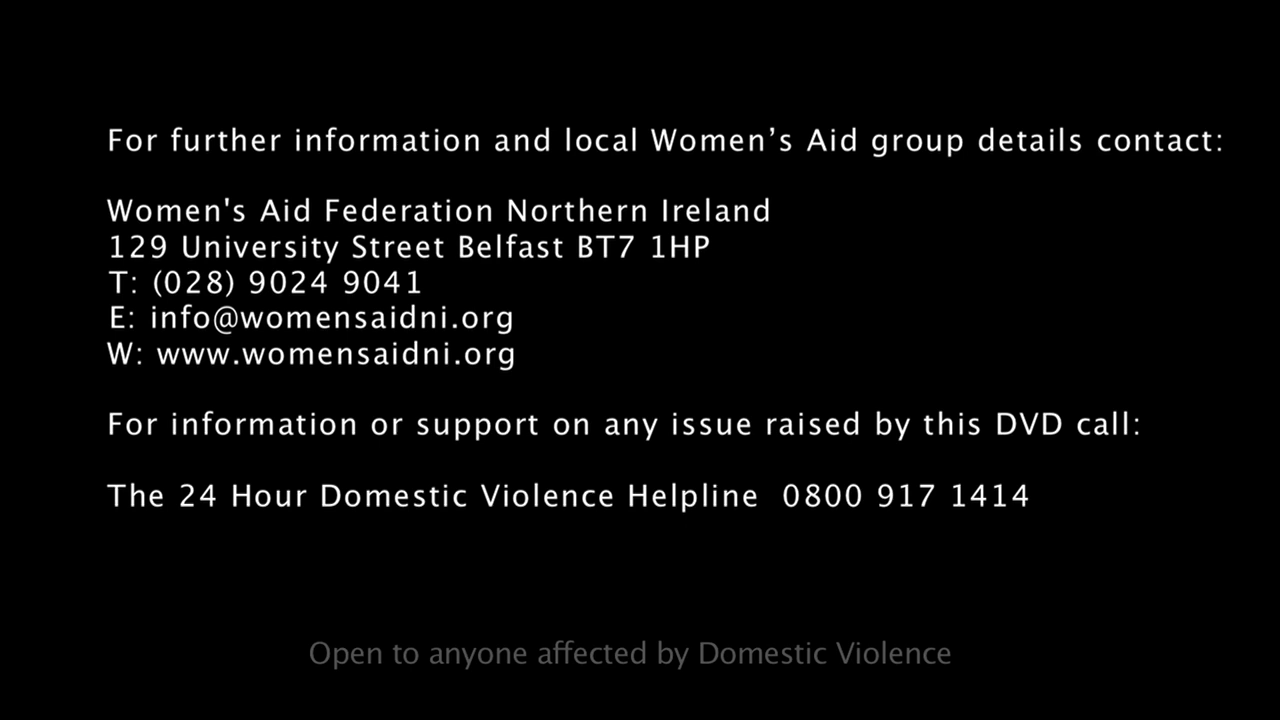 For further information and local Women’s Aid group details contact:
Women's Aid Federation Northern Ireland
129 University Street Belfast BT7 1HP
T: (028) 9024 9041
E: info@womensaidni.org
W: www.womensaidni.org
For information or support on any issue raised by this DVD call:
The 24 Hour Domestic Violence Helpline  0800 917 1414
Open to anyone affected by Domestic Violence